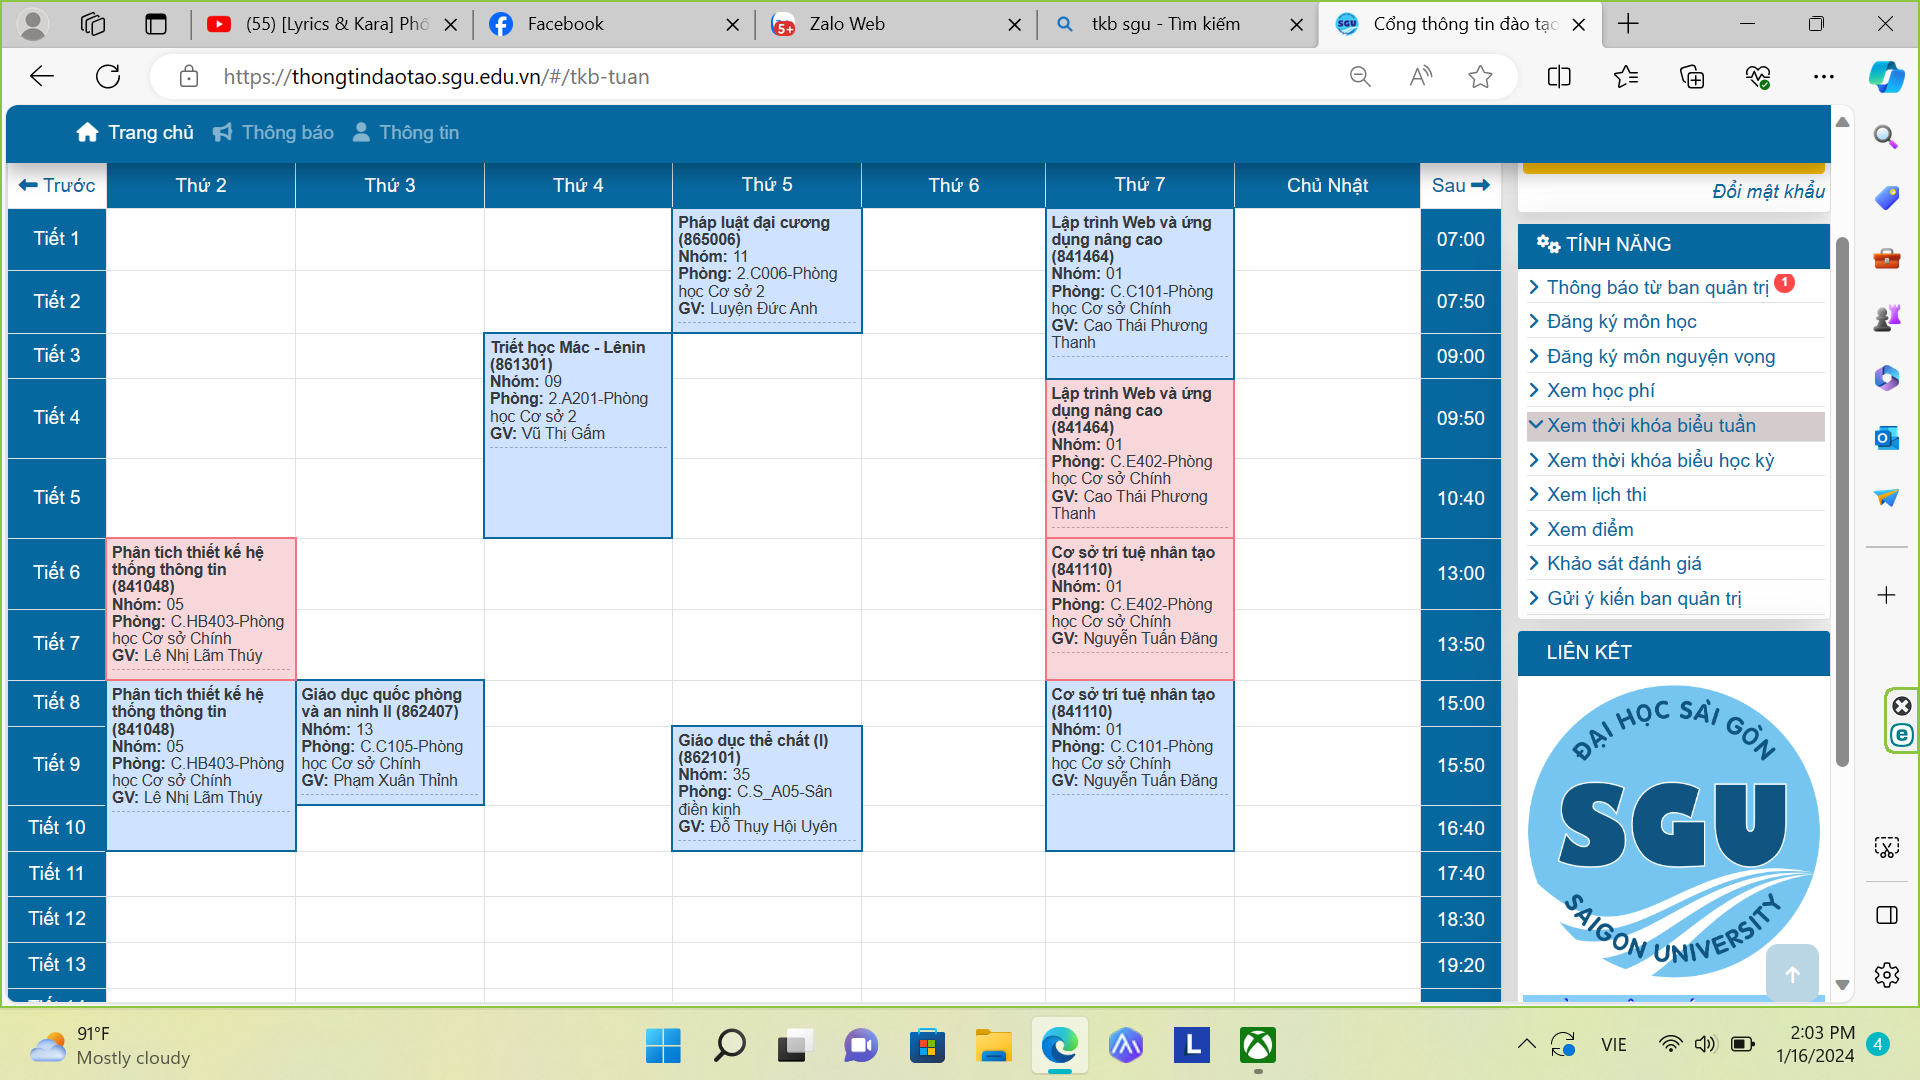 (55) [Lyrics & Kara] Phố
Facebook
5+
Zalo Web
tkb sgu - Tìm kiếm
SGU
Cổng thông tin đào tạo
https://thongtindaotao.sgu.edu.vn/#/tkb-tuan
Trang chủ
Thông báo
Thông tin
Trước
Thứ 2
Thứ 3
Thứ 4
Thứ 5
Thứ 6
Thứ 7
Chủ Nhật
Sau
Tiết 1
Tiết 2
Tiết 3
Tiết 4
Tiết 5
Tiết 6
Tiết 7
Tiết 8
Tiết 9
Tiết 10
Tiết 11
Tiết 12
Tiết 13
Phân tích thiết kế hệ
thống thông tin
(841048)
Nhóm: 05
Phòng: C.HB403-Phòng
học Cơ sở Chính
GV: Lê Nhị Lãm Thúy
Phân tích thiết kế hệ
thống thông tin
(841048)
Nhóm: 05
Phòng: C.HB403-Phòng
học Cơ sở Chính
GV: Lê Nhị Lãm Thúy
Giáo dục quốc phòng
và an ninh II (862407)
Nhóm: 13
Phòng: C.C105-Phòng
học Cơ sở Chính
GV: Phạm Xuân Thỉnh
Triết học Mác - Lênin
(861301)
Nhóm: 09
Phòng: 2.A201-Phòng
học Cơ sở 2
GV: Vũ Thị Gấm
Pháp luật đại cương
(865006)
Nhóm: 11
Phòng: 2.C006-Phòng
học Cơ sở 2
GV: Luyện Đức Anh
Giáo dục thể chất (I)
(862101)
Nhóm: 35
Phòng: C.S_A05-Sân
điền kinh
GV: Đỗ Thụy Hội Uyên
Lập trình Web và ứng
dụng nâng cao
(841464)
Nhóm: 01
Phòng: C.C101-Phòng
học Cơ sở Chính
GV: Cao Thái Phương
Thanh
Lập trình Web và ứng
dụng nâng cao
(841464)
Nhóm: 01
Phòng: C.E402-Phòng
học Cơ sở Chính
GV: Cao Thái Phương
Thanh
Cơ sở trí tuệ nhân tạo
(841110)
Nhóm: 01
Phòng: C.E402-Phòng
học Cơ sở Chính
GV: Nguyễn Tuấn Đăng
Cơ sở trí tuệ nhân tạo
(841110)
Nhóm: 01
Phòng: C.C101-Phòng
học Cơ sở Chính
GV: Nguyễn Tuấn Đăng
07:00
07:50
09:00
09:50
10:40
13:00
13:50
15:00
15:50
16:40
17:40
18:30
19:20
Đổi mật khẩu
TÍNH NĂNG
Thông báo từ ban quản trị 1
Đăng ký môn học
Đăng ký môn nguyện vọng
Xem học phí
Xem thời khóa biểu tuần
Xem thời khóa biểu học kỳ
Xem lịch thi
Xem điểm
Khảo sát đánh giá
Gửi ý kiến ban quản trị
LIÊN KẾT
ĐẠI HỌC SÀI GÒN
SGU
SAIGON UNIVERSITY
91°F
Mostly cloudy
VIE
2:03 PM
1/16/2024
4